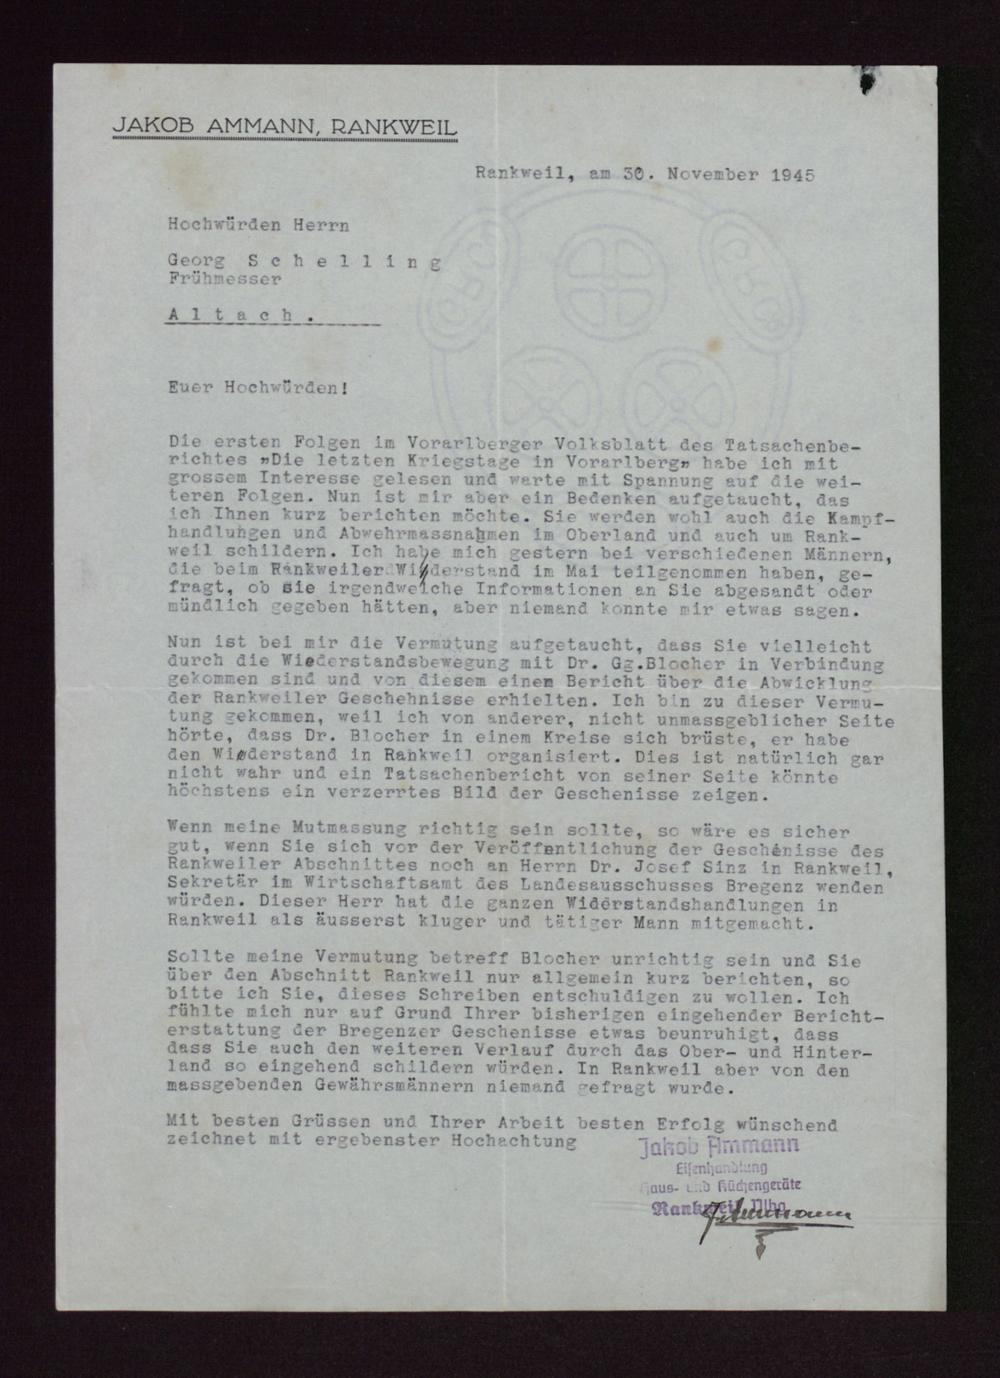 JAKOB AMMANN, RANKWEIL
Rankweil, am 30. November 1945
Hochwürden Herrn
Georg S c h e l l i n g
Frühmesser
A l t a c h .
Euer Hochwürden!
Die ersten Folgen im Vorarlberger Volksblatt des Tatsachenbe-
richtes "Die letzten Kriegstage in Vorarlberg" habe ich mit
grossem Interesse gelesen und warte mit Spannung auf die wei-
teren Folgen. Nun ist mir aber ein Bedenken aufgetaucht, das
ich Ihnen kurz berichten möchte. Sie werden wohl auch die Kampf-
handlungen und Abwehrmassnahmen im Oberland und auch um Rank-
weil schildern. Ich habe mich gestern bei verschiedenen Männern,
die beim Rankweiler Widerstand im Mai teilgenommen haben, ge-
fragt, ob sie irgendwelche Informationen an Sie abgesandt oder
mündlich gegeben hätten, aber niemand konnte mir etwas sagen.
Nun ist bei mir die Vermutung aufgetaucht, dass Sie vielleicht
durch die Wiederstandsbewegung mit Dr. Gg.Blocher in Verbindung
gekommen sind und von diesem einen Bericht über die Abwicklung
der Rankweiler Geschehnisse erhielten. Ich bin zu dieser Vermu-
tung gekommen, weil ich von anderer, nicht unmassgeblicher Seite
hörte, dass Dr. Blocher in einem Kreise sich brüste, er habe
den Wiederstand in Rankweil organisiert. Dies ist natürlich gar
nicht wahr und ein Tatsachenbericht von seiner Seite könnte
höchstens ein verzerrtes Bild der Geschenisse zeigen.
Wenn meine Mutmassung richtig sein sollte, so wäre es sicher
gut, wenn Sie sich vor der Veröffentlichung der Geschenisse des
Rankweiler Abschnittes noch an Herrn Dr. Josef Sinz in Rankweil,
Sekretär im Wirtschaftsamt des Landesausschusses Bregenz wenden
würden. Dieser Herr hat die ganzen Widerstandshandlungen in
Rankweil als äusserst kluger und tätiger Mann mitgemacht.
Sollte meine Vermutung betreff Blocher unrichtig sein und Sie
über den Abschnitt Rankweil nur allgemein kurz berichten, so
bitte ich Sie, dieses Schreiben entschuldigen zu wollen. Ich
fühlte mich nur auf Grund Ihrer bisherigen eingehender Bericht-
erstattung der Bregenzer Geschenisse etwas beunruhigt, dass
dass Sie auch den weiteren Verlauf durch das Ober- und Hinter-
land so eingehend schildern würden. In Rankweil aber von den
massgebenden Gewährsmännern niemand gefragt wurde.
Mit besten Grüssen und Ihrer Arbeit besten Erfolg wünschend
zeichnet mit ergebenster Hochachtung
Jakob Ammann
Eisenhandlung
Haus- und Küchengeräte
Rankweil, Vlbg.
J. Ammann